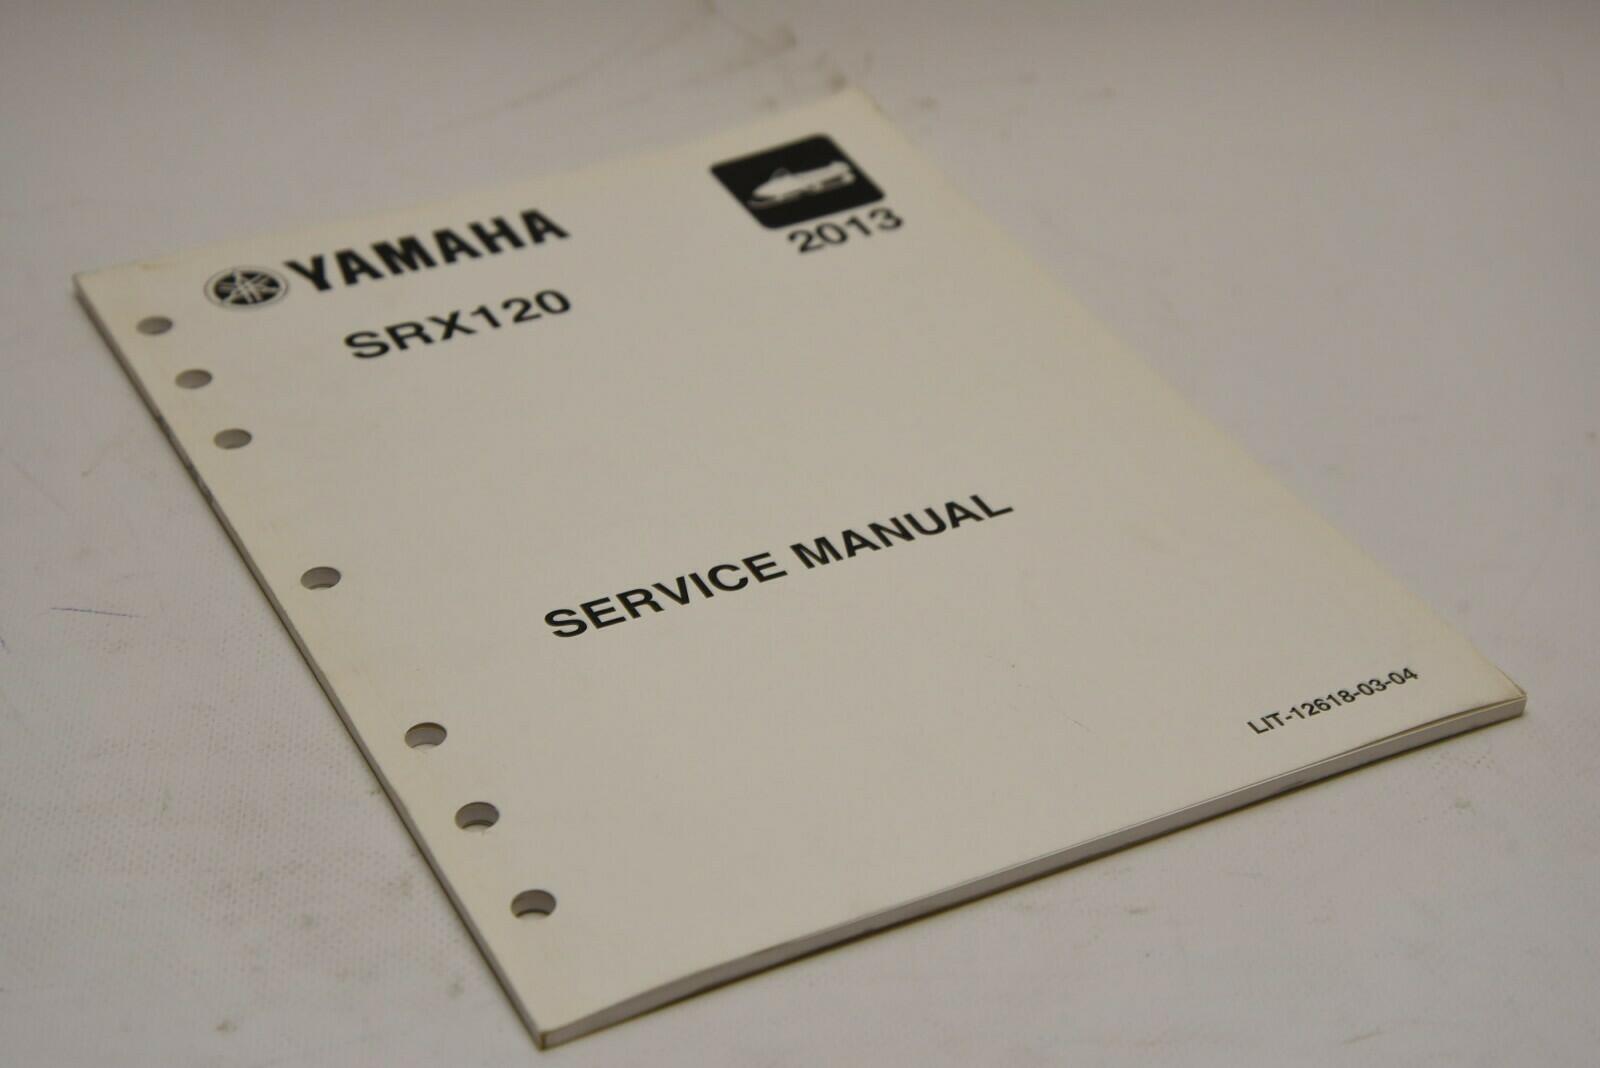 YAMAHA
2013
SRX120
SERVICE MANUAL
LIT-12618-03-04